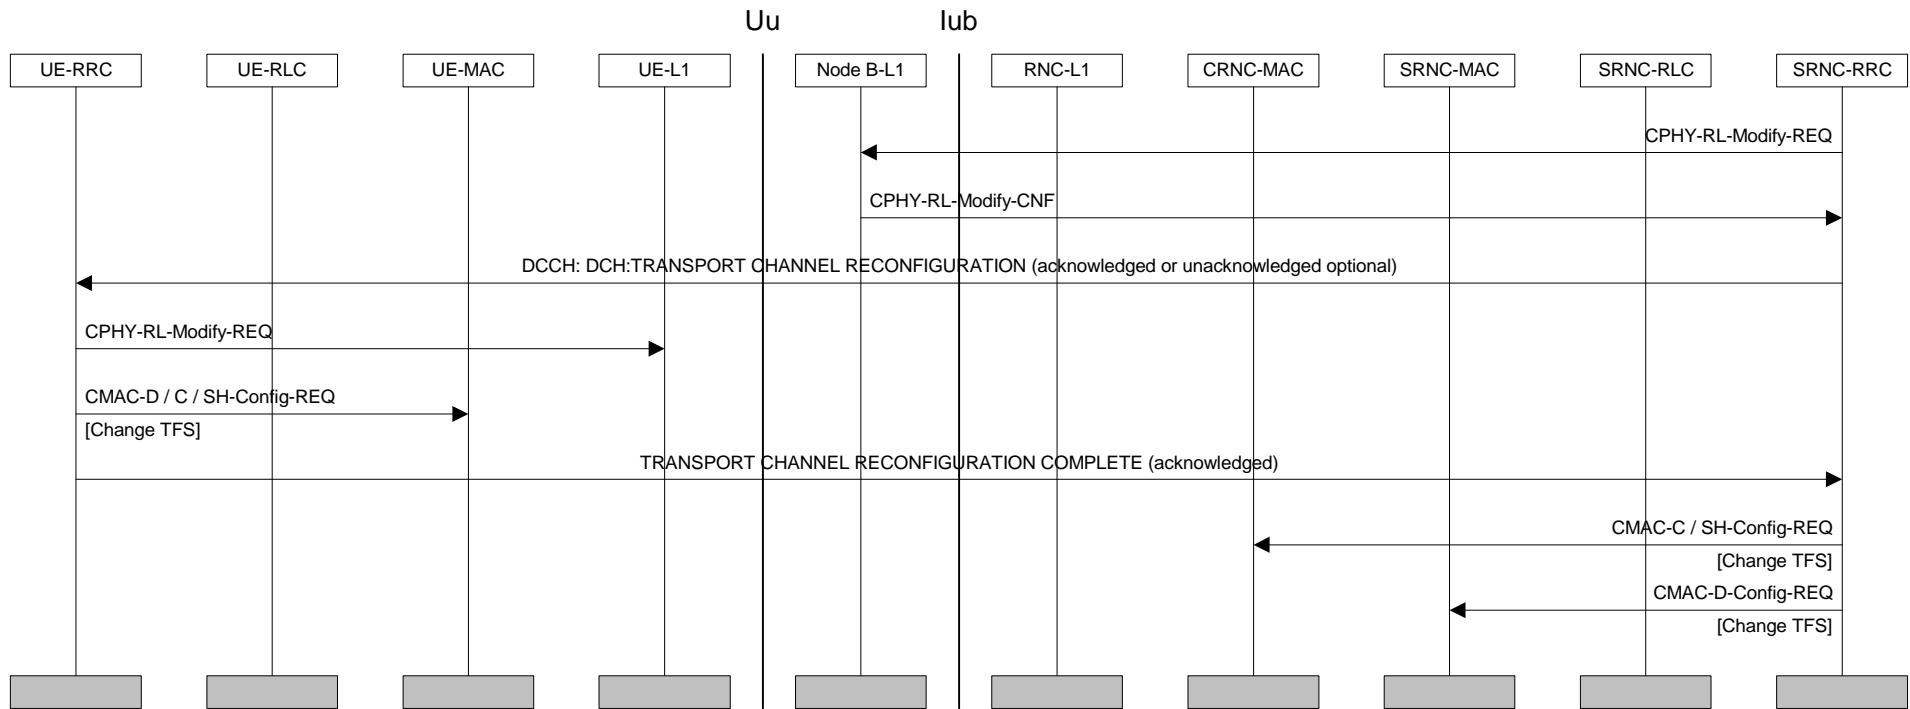 Uu
Iub
UE-RRC
UE-RLC
UE-MAC
UE-L1
Node B-L1
RNC-L1
CRNC-MAC
SRNC-MAC
SRNC-RLC
SRNC-RRC
CPHY-RL-Modify-REQ
CPHY-RL-Modify-CNF
DCCH: DCH:TRANSPORT CHANNEL RECONFIGURATION (acknowledged or unacknowledged optional)
CPHY-RL-Modify-REQ
CMAC-D / C / SH-Config-REQ
[Change TFS]
TRANSPORT CHANNEL RECONFIGURATION COMPLETE (acknowledged)
CMAC-C / SH-Config-REQ
[Change TFS]
CMAC-D-Config-REQ
[Change TFS]